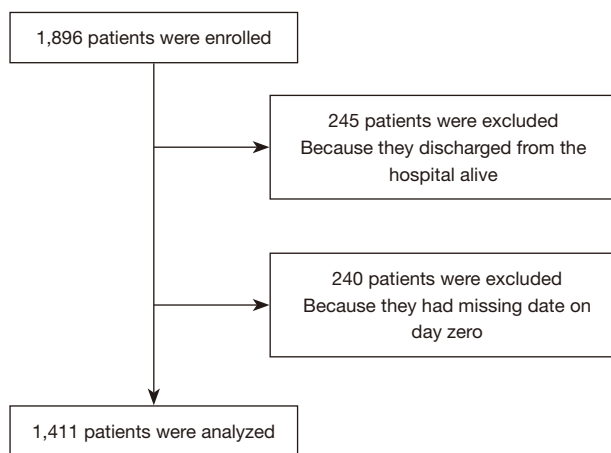 1,896 patients were enrolled
245 patients were excluded
Because they discharged from the
hospital alive
240 patients were excluded
Because they had missing date on
day zero
1,411 patients were analyzed